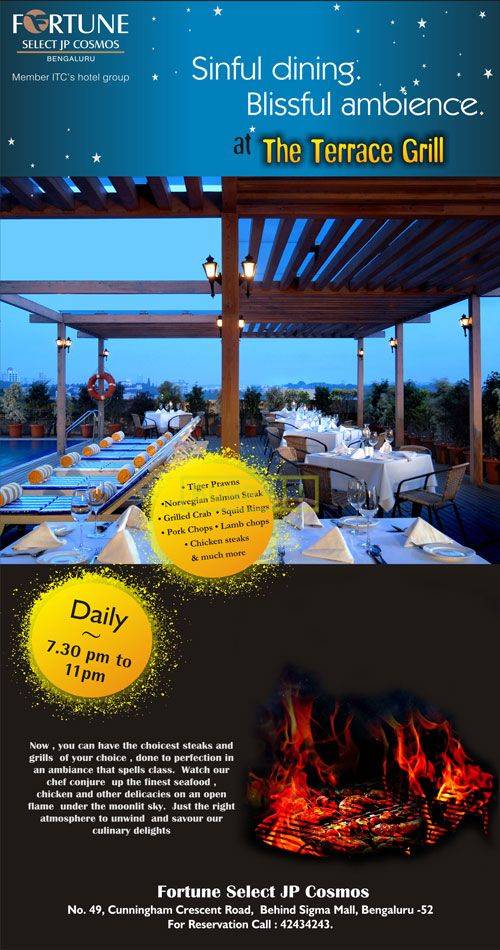 FORTUNE
SELECT JP COSMOS
BENGALURU
Member ITC's hotel group
Sinful dining.
Blissful ambience.
at The Terrace Grill
• Tiger Prawns
•Norwegian Salmon Steak
• Grilled Crab • Squid Rings
• Pork Chops • Lamb chops
• Chicken steaks
& much more
Daily
~
7.30 pm to
11pm
Now , you can have the choicest steaks and
grills of your choice , done to perfection in
an ambiance that spells class. Watch our
chef conjure up the finest seafood ,
chicken and other delicacies on an open
flame under the moonlit sky. Just the right
atmosphere to unwind and savour our
culinary delights
Fortune Select JP Cosmos
No. 49, Cunningham Crescent Road, Behind Sigma Mall, Bengaluru -52
For Reservation Call : 42434243.